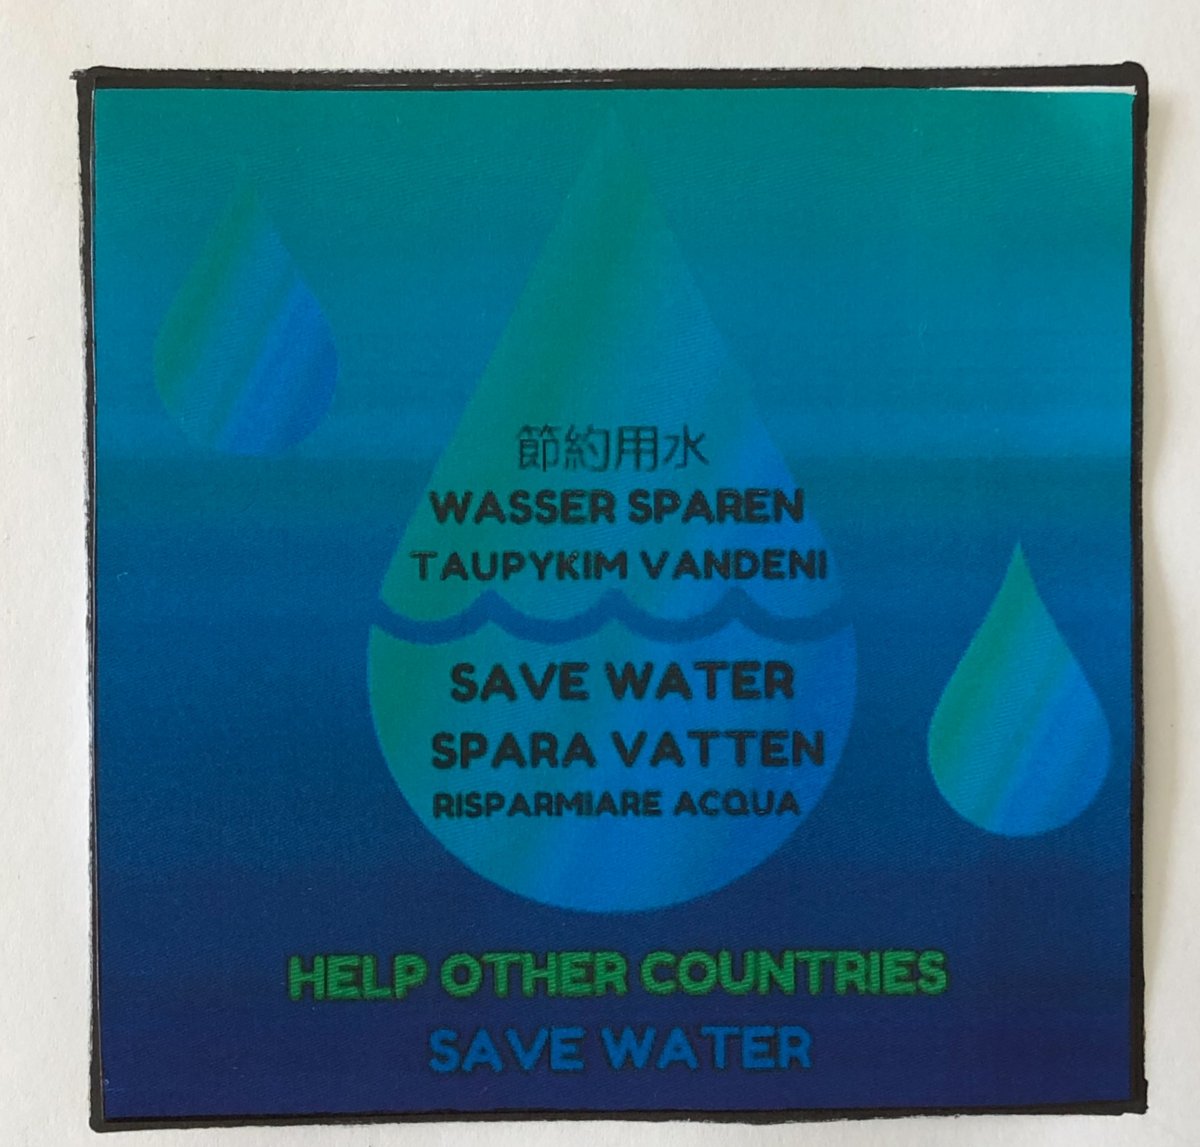 節約用水
WASSER SPAREN
TAUPYKIM VANDENI
SAVE WATER
SPARA VATTEN
RISPARMIARE ACQUA
HELP OTHER COUNTRIES
SAVE WATER